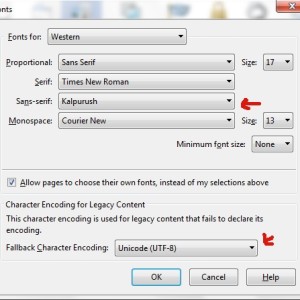 onts
Fonts for: Western
Proportional: Sans Serif Size: 17
Serif: Times New Roman
Sans-serif: Kalpurush
Monospace: Courier New Size: 13
Minimum font size: None
Allow pages to choose their own fonts, instead of my selections above
Character Encoding for Legacy Content
This character encoding is used for legacy content that fails to declare its
encoding.
Fallback Character Encoding: Unicode (UTF-8)
OK Cancel Help